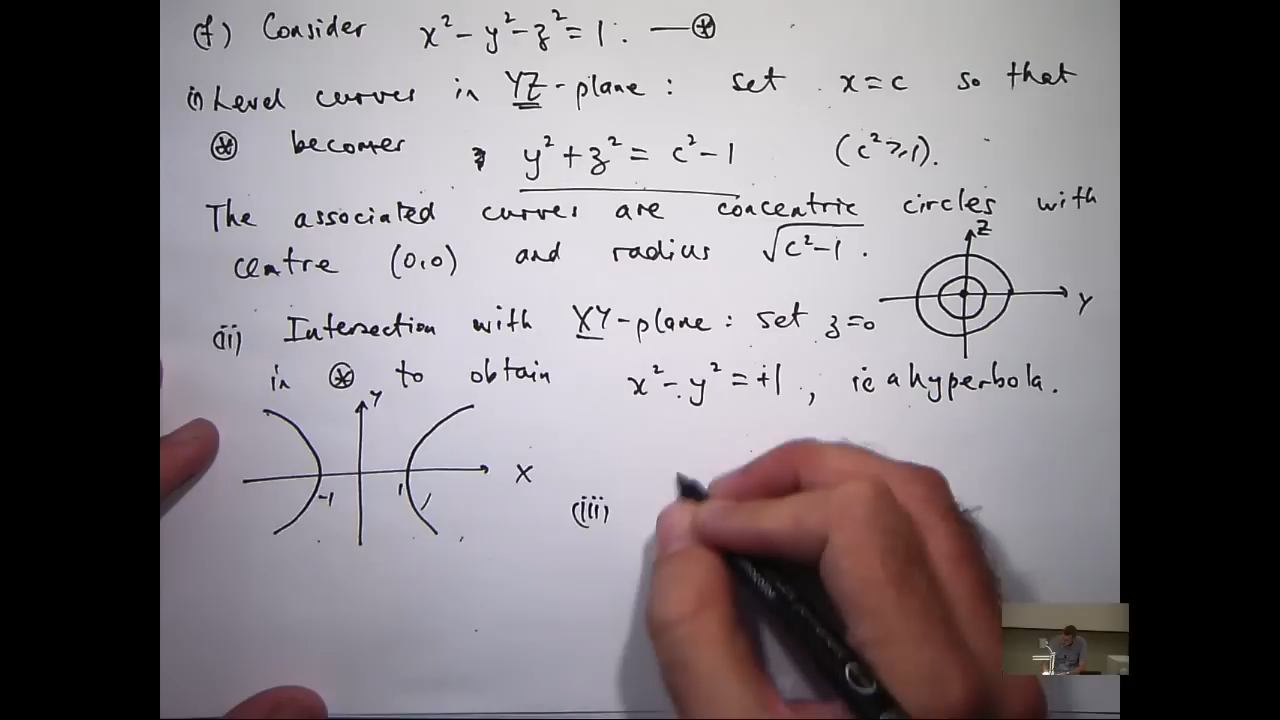 (f) Consider x² - y² - z² = 1. —⊛
(i) Level curves in YZ-plane: set x=c so that
⊛ becomes y² + z² = c² - 1 (c² ≥ 1).
The associated curves are concentric circles with
centre (0,0) and radius √(c²-1).
Z
Y
(ii) Intersection with XY-plane: set z=0
in ⊛ to obtain x² - y² = +1, ie a hyperbola.
Y
X
-1 1
(iii)